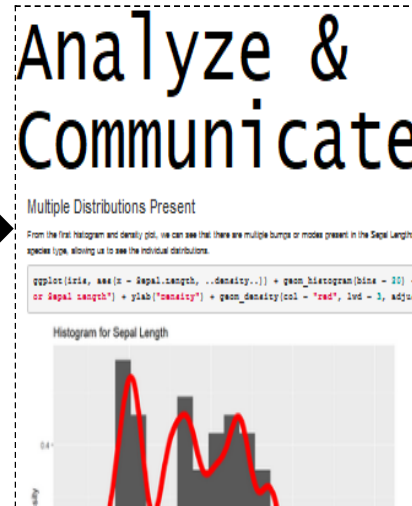 Analyze &
Communicate
Multiple Distributions Present
From the first histogram and density plot, we can see that there are multiple bumps or modes present in the Sepal Length
species type, allowing us to see the individual distributions.
ggplot(iris, aes(x = Sepal.Length, ..density..)) + geom_histogram(bins = 20)
or Sepal Length") + ylab("Density") + geom_density(col = "red", lwd = 3, adju
Histogram for Sepal Length
0.4
sity